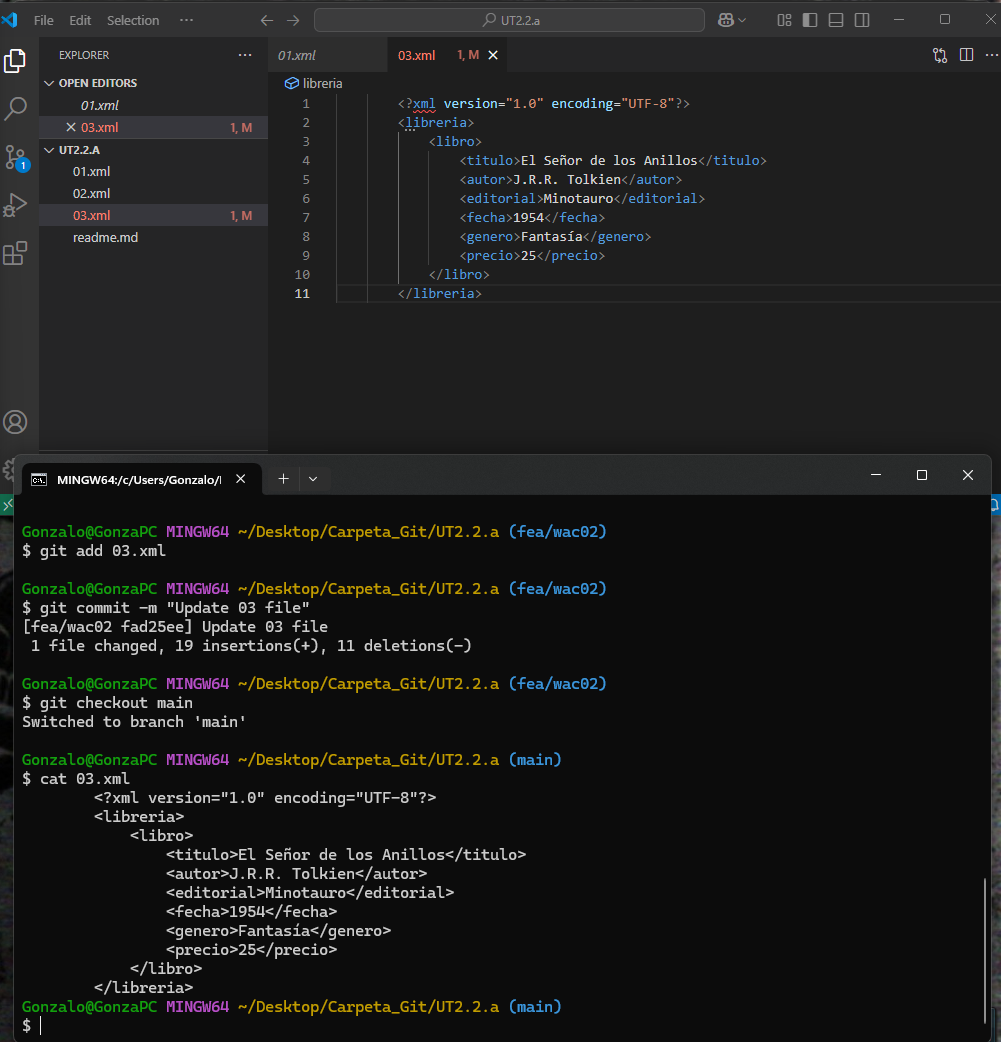 File Edit Selection ··· UT2.2.a
EXPLORER ···
OPEN EDITORS
01.xml
03.xml 1, M
UT2.2.A
01.xml
02.xml
03.xml 1, M
readme.md
1
01.xml 03.xml 1, M
libreria
1 <?xml version="1.0" encoding="UTF-8"?>
2 <libreria>
3 <libro>
4 <titulo>El Señor de los Anillos</titulo>
5 <autor>J.R.R. Tolkien</autor>
6 <editorial>Minotauro</editorial>
7 <fecha>1954</fecha>
8 <genero>Fantasía</genero>
9 <precio>25</precio>
10 </libro>
11 </libreria>
MINGW64:/c/Users/Gonzalo/
Gonzalo@GonzaPC MINGW64 ~/Desktop/Carpeta_Git/UT2.2.a (fea/wac02)
$ git add 03.xml
Gonzalo@GonzaPC MINGW64 ~/Desktop/Carpeta_Git/UT2.2.a (fea/wac02)
$ git commit -m "Update 03 file"
[fea/wac02 fad25ee] Update 03 file
1 file changed, 19 insertions(+), 11 deletions(-)
Gonzalo@GonzaPC MINGW64 ~/Desktop/Carpeta_Git/UT2.2.a (fea/wac02)
$ git checkout main
Switched to branch 'main'
Gonzalo@GonzaPC MINGW64 ~/Desktop/Carpeta_Git/UT2.2.a (main)
$ cat 03.xml
<?xml version="1.0" encoding="UTF-8"?>
<libreria>
<libro>
<titulo>El Señor de los Anillos</titulo>
<autor>J.R.R. Tolkien</autor>
<editorial>Minotauro</editorial>
<fecha>1954</fecha>
<genero>Fantasía</genero>
<precio>25</precio>
</libro>
</libreria>
Gonzalo@GonzaPC MINGW64 ~/Desktop/Carpeta_Git/UT2.2.a (main)
$